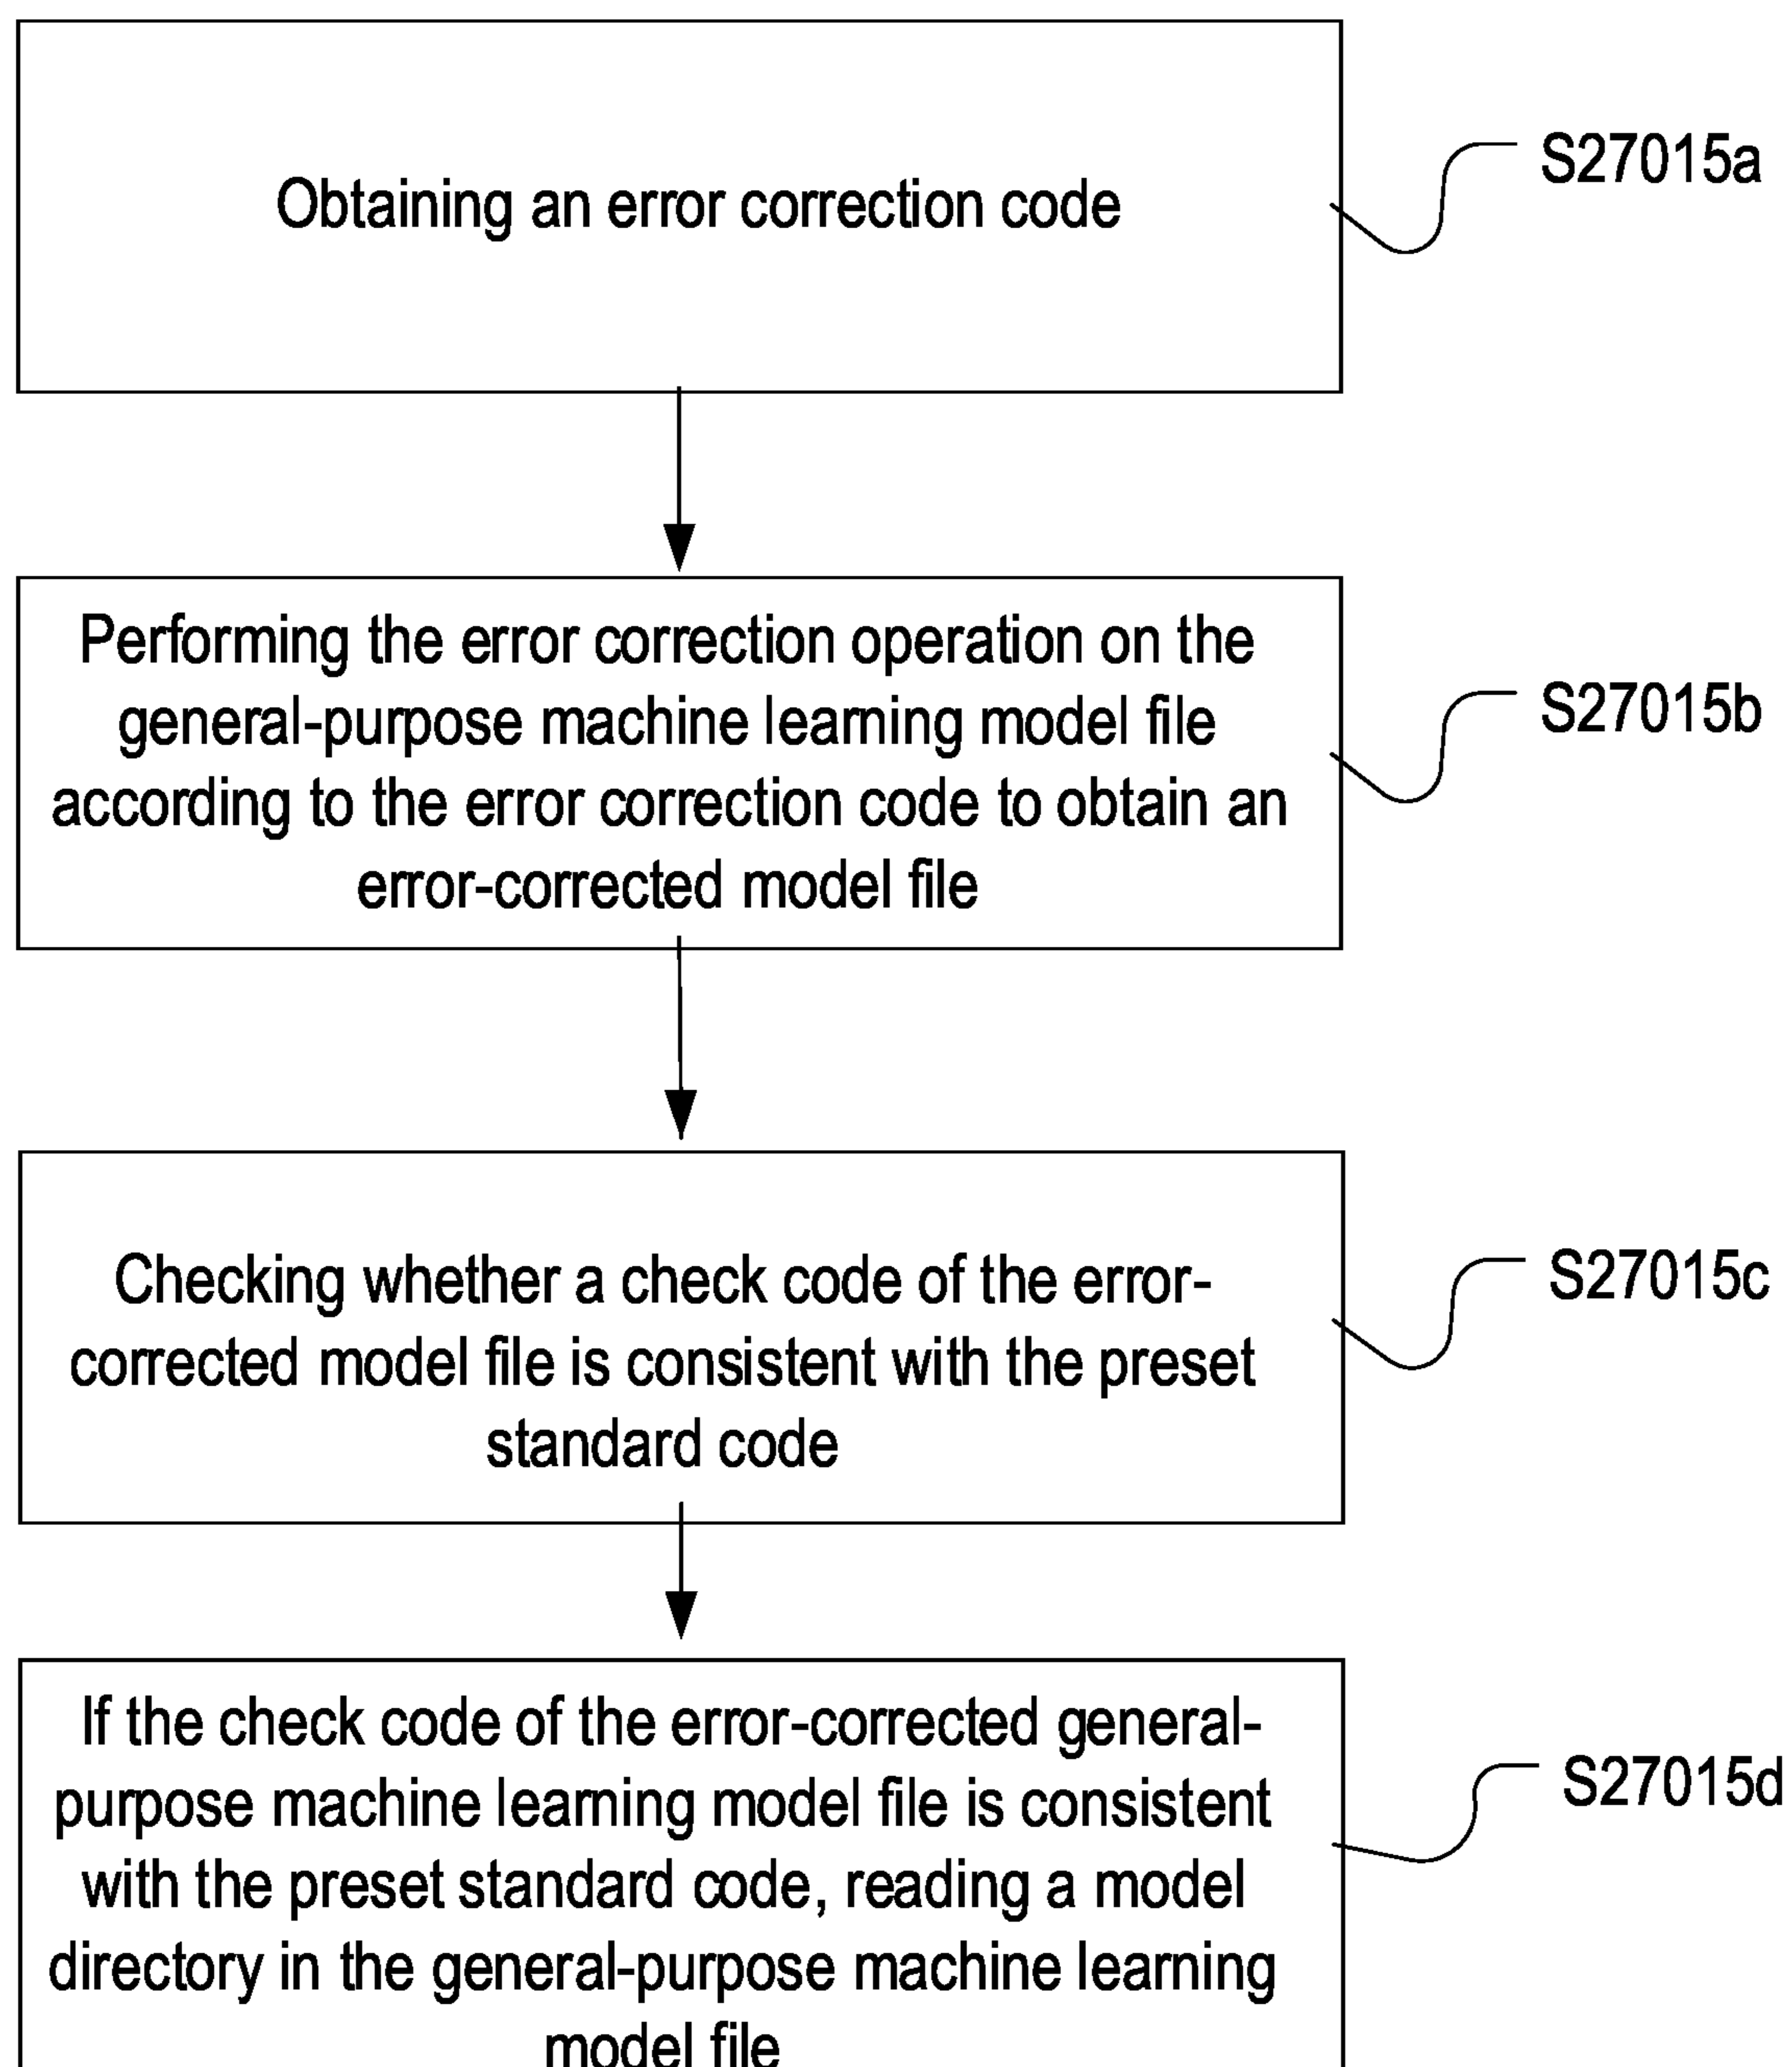 Obtaining an error correction code
S27015a
Performing the error correction operation on the
general-purpose machine learning model file
according to the error correction code to obtain an
error-corrected model file
S27015b
Checking whether a check code of the error-
corrected model file is consistent with the preset
standard code
S27015c
If the check code of the error-corrected general-
purpose machine learning model file is consistent
with the preset standard code, reading a model
directory in the general-purpose machine learning
model file
S27015d